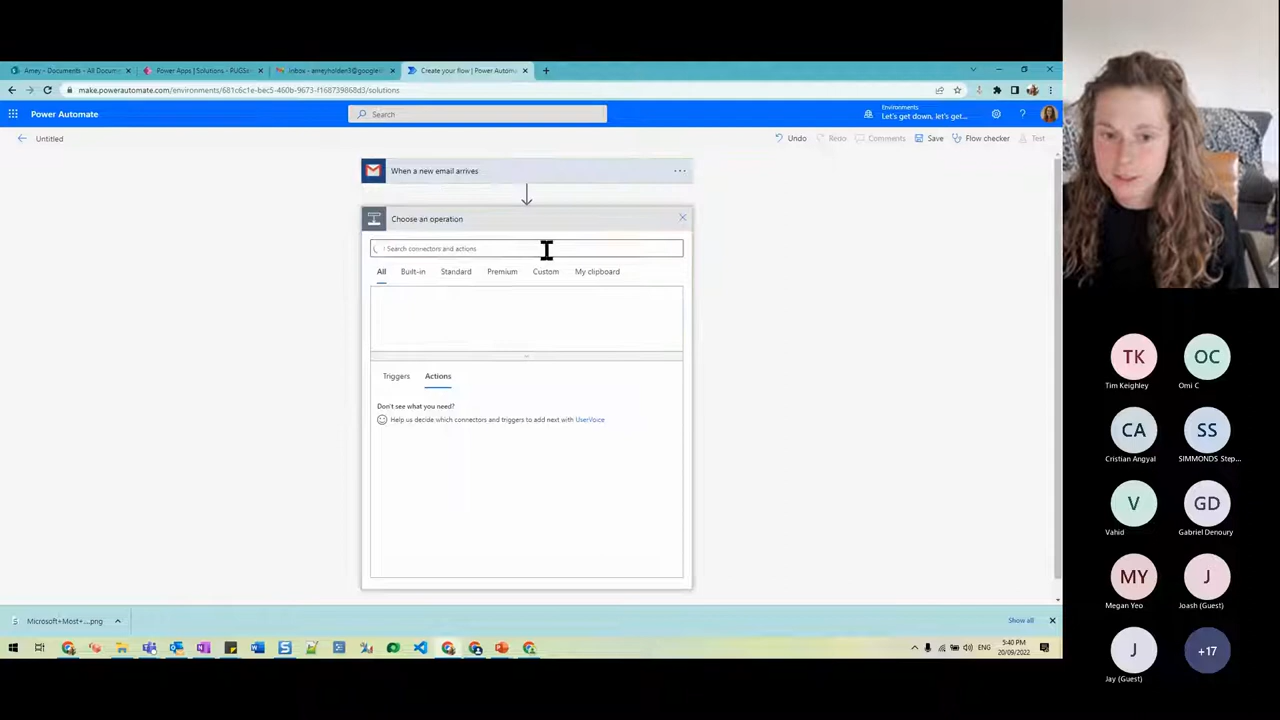 Amey - Documents - All Docum
Power Apps | Solutions - PUGS
Inbox - ameyholden3@google
Create your flow | Power Autom
make.powerautomate.com/environments/681c6c1e-bec5-460b-9673-f168739868d3/solutions
Power Automate
Search
Environments
Let's get down, let's get...
Untitled
Undo
Redo
Comments
Save
Flow checker
Test
When a new email arrives
Choose an operation
Search connectors and actions
All
Built-in
Standard
Premium
Custom
My clipboard
Triggers
Actions
Don't see what you need?
Help us decide which connectors and triggers to add next with UserVoice
Microsoft+Most+....png
Show all
5:40 PM
ENG
20/09/2022
TK
OC
Tim Keighley
Omi C
CA
SS
Cristian Angyal
SIMMONDS Step...
V
GD
Vahid
Gabriel Denoury
MY
J
Megan Yeo
Joash (Guest)
J
+17
Jay (Guest)